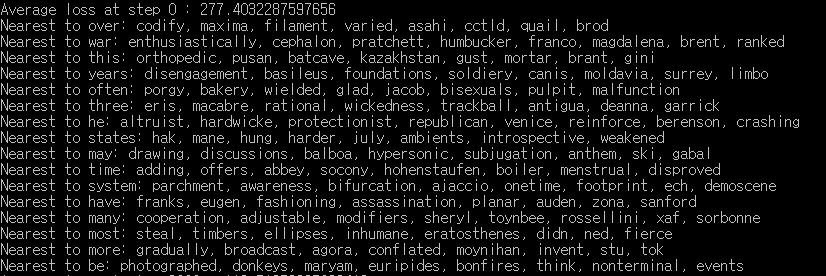 Average loss at step 0 : 277.4032287597656
Nearest to over: codify, maxima, filament, varied, asahi, cctld, quail, brod
Nearest to war: enthusiastically, cephalon, pratchett, humbucker, franco, magdalena, brent, ranked
Nearest to this: orthopedic, pusan, batcave, kazakhstan, gust, mortar, brant, gini
Nearest to years: disengagement, basileus, foundations, soldiery, canis, moldavia, surrey, limbo
Nearest to often: porgy, bakery, wielded, glad, jacob, bisexuals, pulpit, malfunction
Nearest to three: eris, macabre, rational, wickedness, trackball, antigua, deanna, garrick
Nearest to he: altruist, hardwicke, protectionist, republican, venice, reinforce, berenson, crashing
Nearest to states: hak, mane, hung, harder, july, ambients, introspective, weakened
Nearest to may: drawing, discussions, balboa, hypersonic, subjugation, anthem, ski, gabal
Nearest to time: adding, offers, abbey, socony, hohenstaufen, boiler, menstrual, disproved
Nearest to system: parchment, awareness, bifurcation, ajaccio, onetime, footprint, ech, demoscene
Nearest to have: franks, eugen, fashioning, assassination, planar, auden, zona, sanford
Nearest to many: cooperation, adjustable, modifiers, sheryl, toynbee, rossellini, xaf, sorbonne
Nearest to most: steal, timbers, ellipses, inhumane, eratosthenes, didn, ned, fierce
Nearest to more: gradually, broadcast, agora, conflated, moynihan, invent, stu, tok
Nearest to be: photographed, donkeys, maryam, euripides, bonfires, think, nonterminal, events